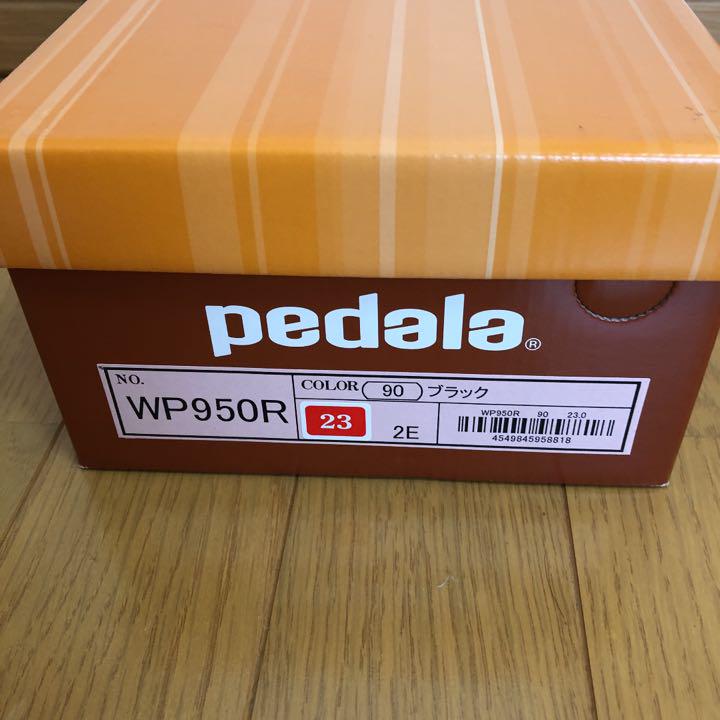 pedala®
NO.
WP950R
COLOR 90 ブラック
23
2E
WP950R 90 23.0
4549845958818